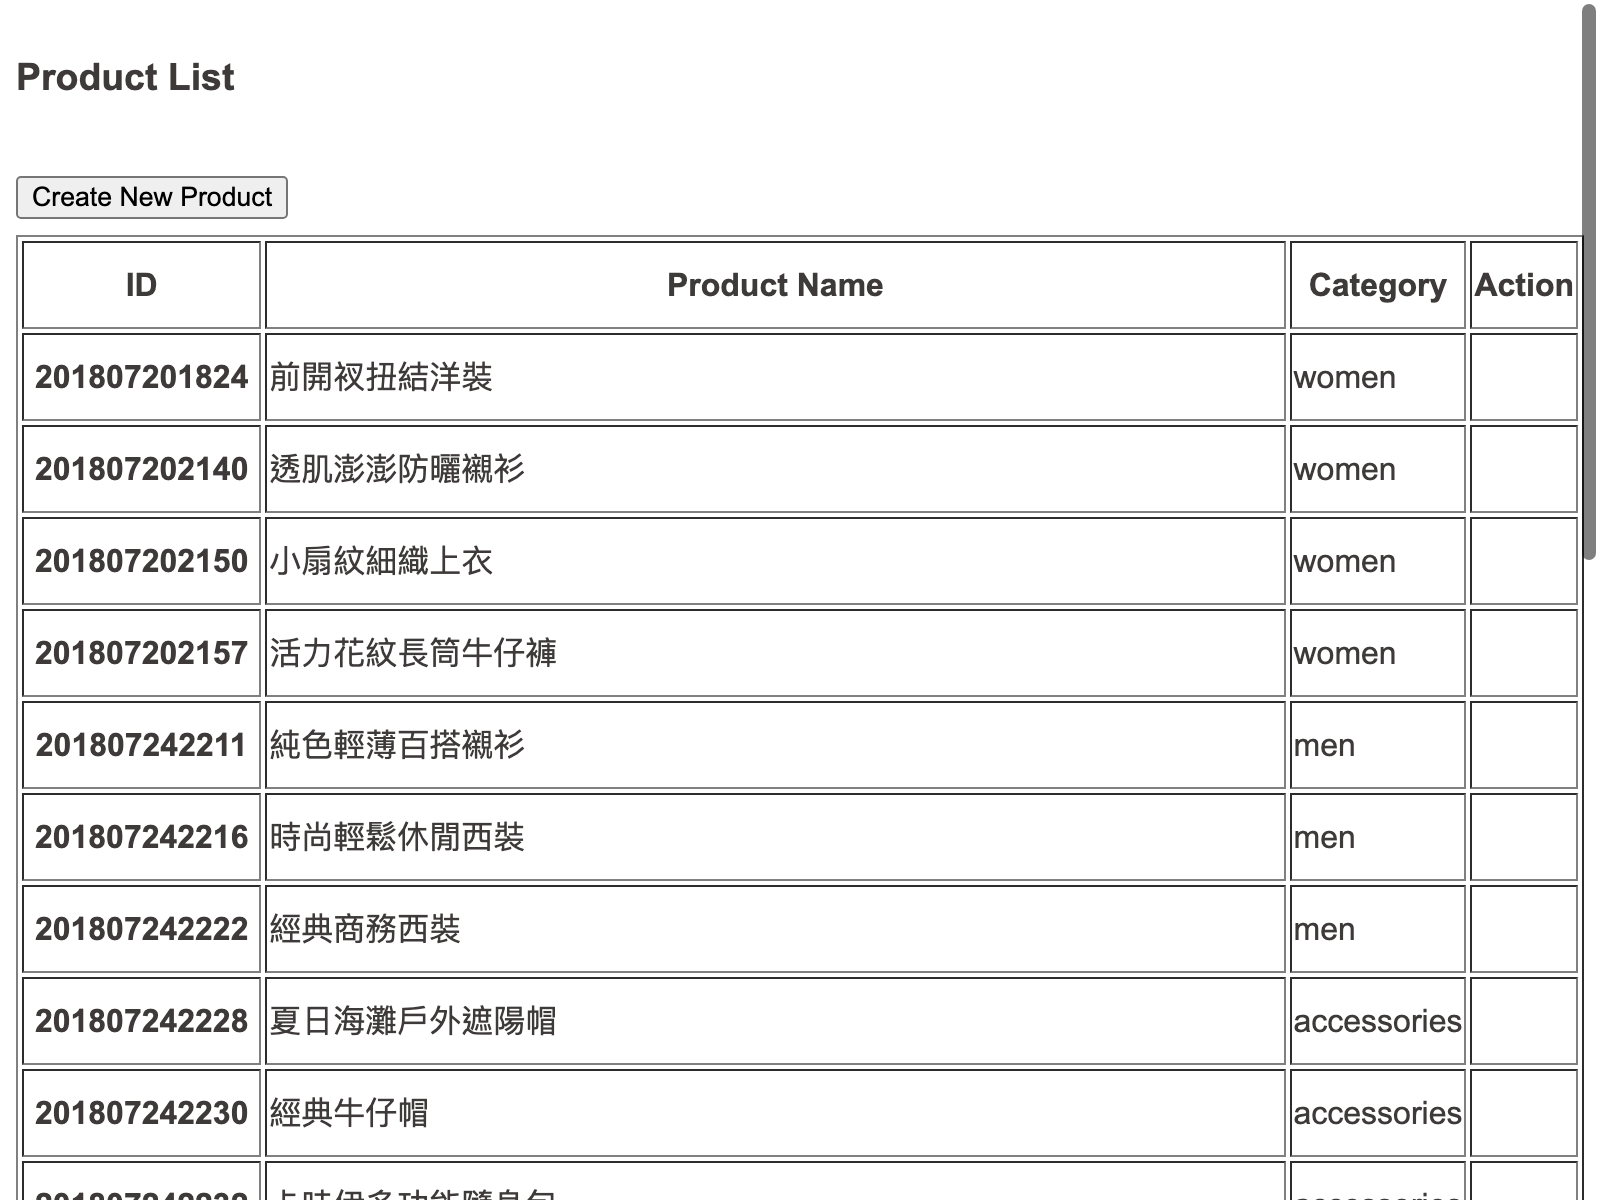 Product List
Create New Product
ID Product Name Category Action
201807201824 前開衩扭結洋裝 women
201807202140 透肌澎澎防曬襯衫 women
201807202150 小扇紋細織上衣 women
201807202157 活力花紋長筒牛仔褲 women
201807242211 純色輕薄百搭襯衫 men
201807242216 時尚輕鬆休閒西裝 men
201807242222 經典商務西裝 men
201807242228 夏日海灘戶外遮陽帽 accessories
201807242230 經典牛仔帽 accessories